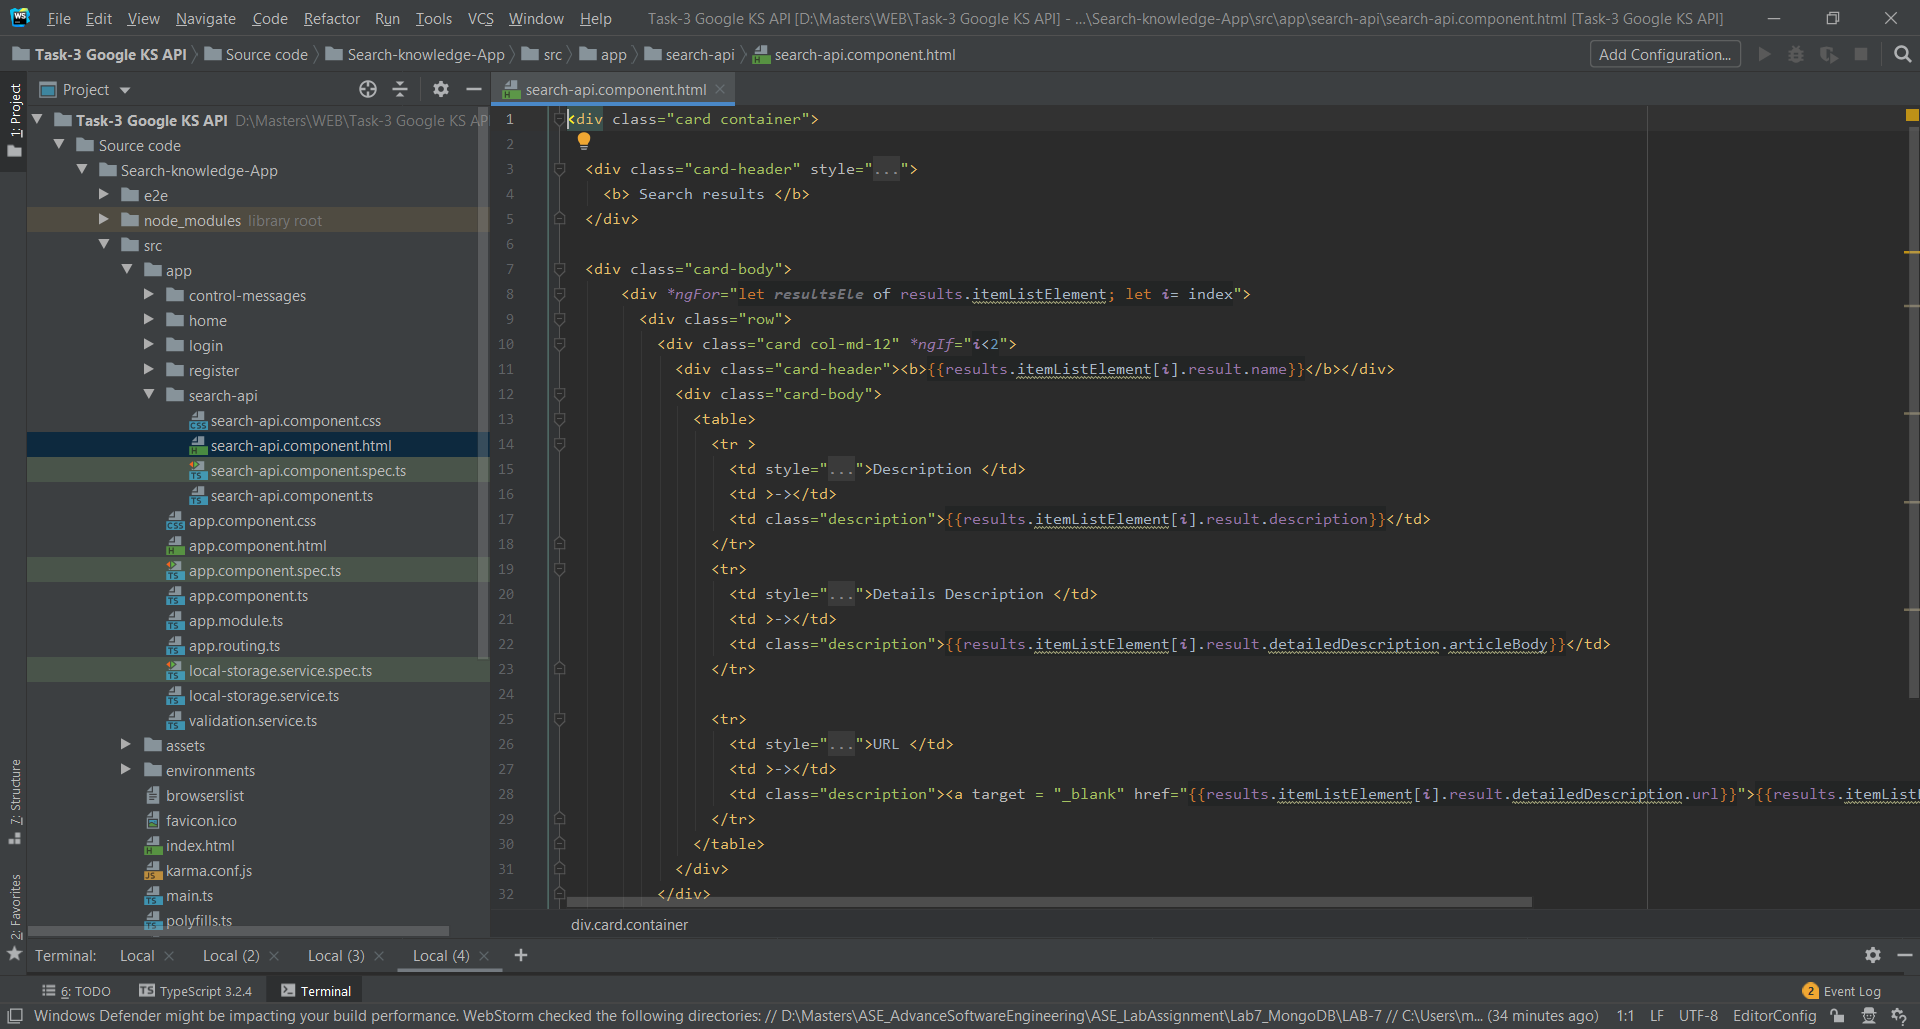 File Edit View Navigate Code Refactor Run Tools VCS Window Help Task-3 Google KS API [D:\Masters\WEB\Task-3 Google KS API] - ...\Search-knowledge-App\src\app\search-api\search-api.component.html [Task-3 Google KS API]
Task-3 Google KS API Source code Search-knowledge-App src app search-api search-api.component.html Add Configuration...
1: Project
Project
Task-3 Google KS API D:\Masters\WEB\Task-3 Google KS AP
Source code
Search-knowledge-App
e2e
node_modules library root
src
app
control-messages
home
login
register
search-api
search-api.component.css
search-api.component.html
search-api.component.spec.ts
search-api.component.ts
app.component.css
app.component.html
app.component.spec.ts
app.component.ts
app.module.ts
app.routing.ts
local-storage.service.spec.ts
local-storage.service.ts
validation.service.ts
assets
environments
browserslist
favicon.ico
index.html
karma.conf.js
main.ts
polyfills.ts
7: Structure
2: Favorites
search-api.component.html
1 <div class="card container">
2
3 <div class="card-header" style="...">
4 <b> Search results </b>
5 </div>
6
7 <div class="card-body">
8 <div *ngFor="let resultsEle of results.itemListElement; let i= index">
9 <div class="row">
10 <div class="card col-md-12" *ngIf="i<2">
11 <div class="card-header"><b>{{results.itemListElement[i].result.name}}</b></div>
12 <div class="card-body">
13 <table>
14 <tr >
15 <td style="...">Description </td>
16 <td >-></td>
17 <td class="description">{{results.itemListElement[i].result.description}}</td>
18 </tr>
19 <tr>
20 <td style="...">Details Description </td>
21 <td >-></td>
22 <td class="description">{{results.itemListElement[i].result.detailedDescription.articleBody}}</td>
23 </tr>
24
25 <tr>
26 <td style="...">URL </td>
27 <td >-></td>
28 <td class="description"><a target = "_blank" href="{{results.itemListElement[i].result.detailedDescription.url}}">{{results.itemListE
29 </tr>
30 </table>
31 </div>
32 </div>
div.card.container
Terminal: Local Local (2) Local (3) Local (4)
6: TODO TypeScript 3.2.4 Terminal 2 Event Log
Windows Defender might be impacting your build performance. WebStorm checked the following directories: // D:\Masters\ASE_AdvanceSoftwareEngineering\ASE_LabAssignment\Lab7_MongoDB\LAB-7 // C:\Users\m... (34 minutes ago) 1:1 LF UTF-8 EditorConfig